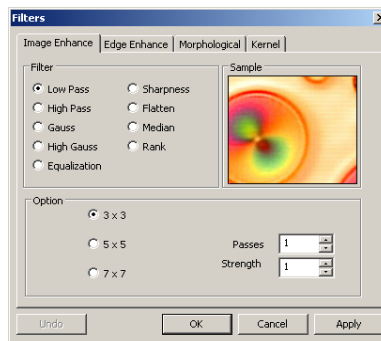 Filters
Image Enhance Edge Enhance Morphological Kernel
Filter
Sample
Low Pass
Sharpness
High Pass
Flatten
Gauss
Median
High Gauss
Rank
Equalization
Option
3 x 3
5 x 5
7 x 7
Passes 1
Strength 1
Undo OK Cancel Apply